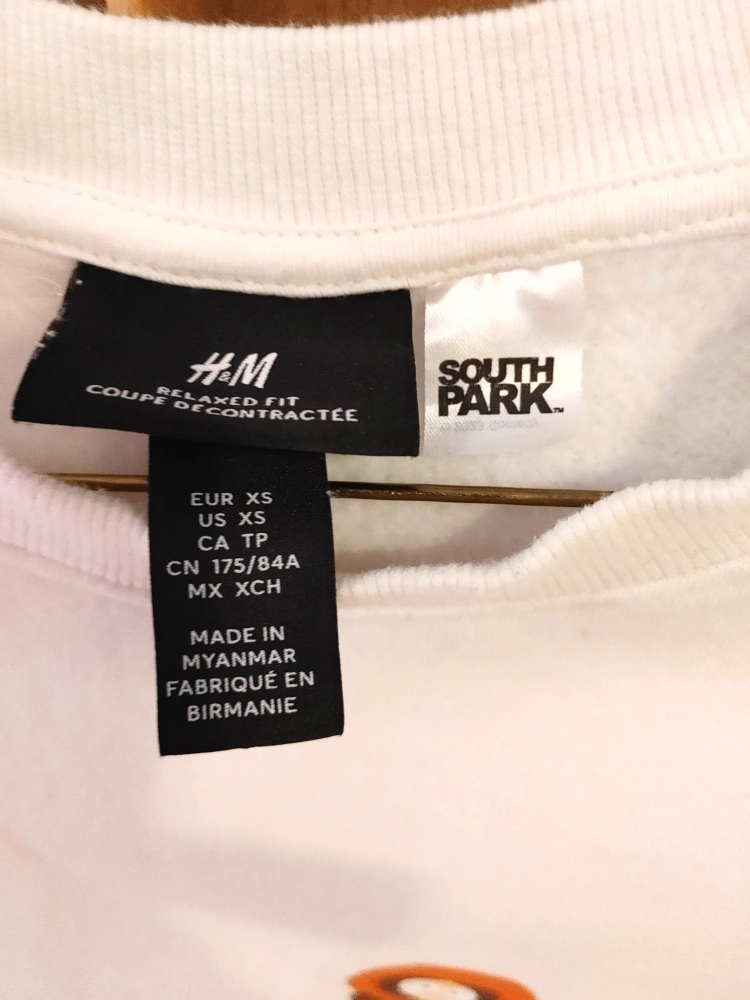 H&M
RELAXED FIT
COUPE DÉCONTRACTÉE
SOUTH
PARK™
EUR XS
US XS
CA TP
CN 175/84A
MX XCH
MADE IN
MYANMAR
FABRIQUÉ EN
BIRMANIE